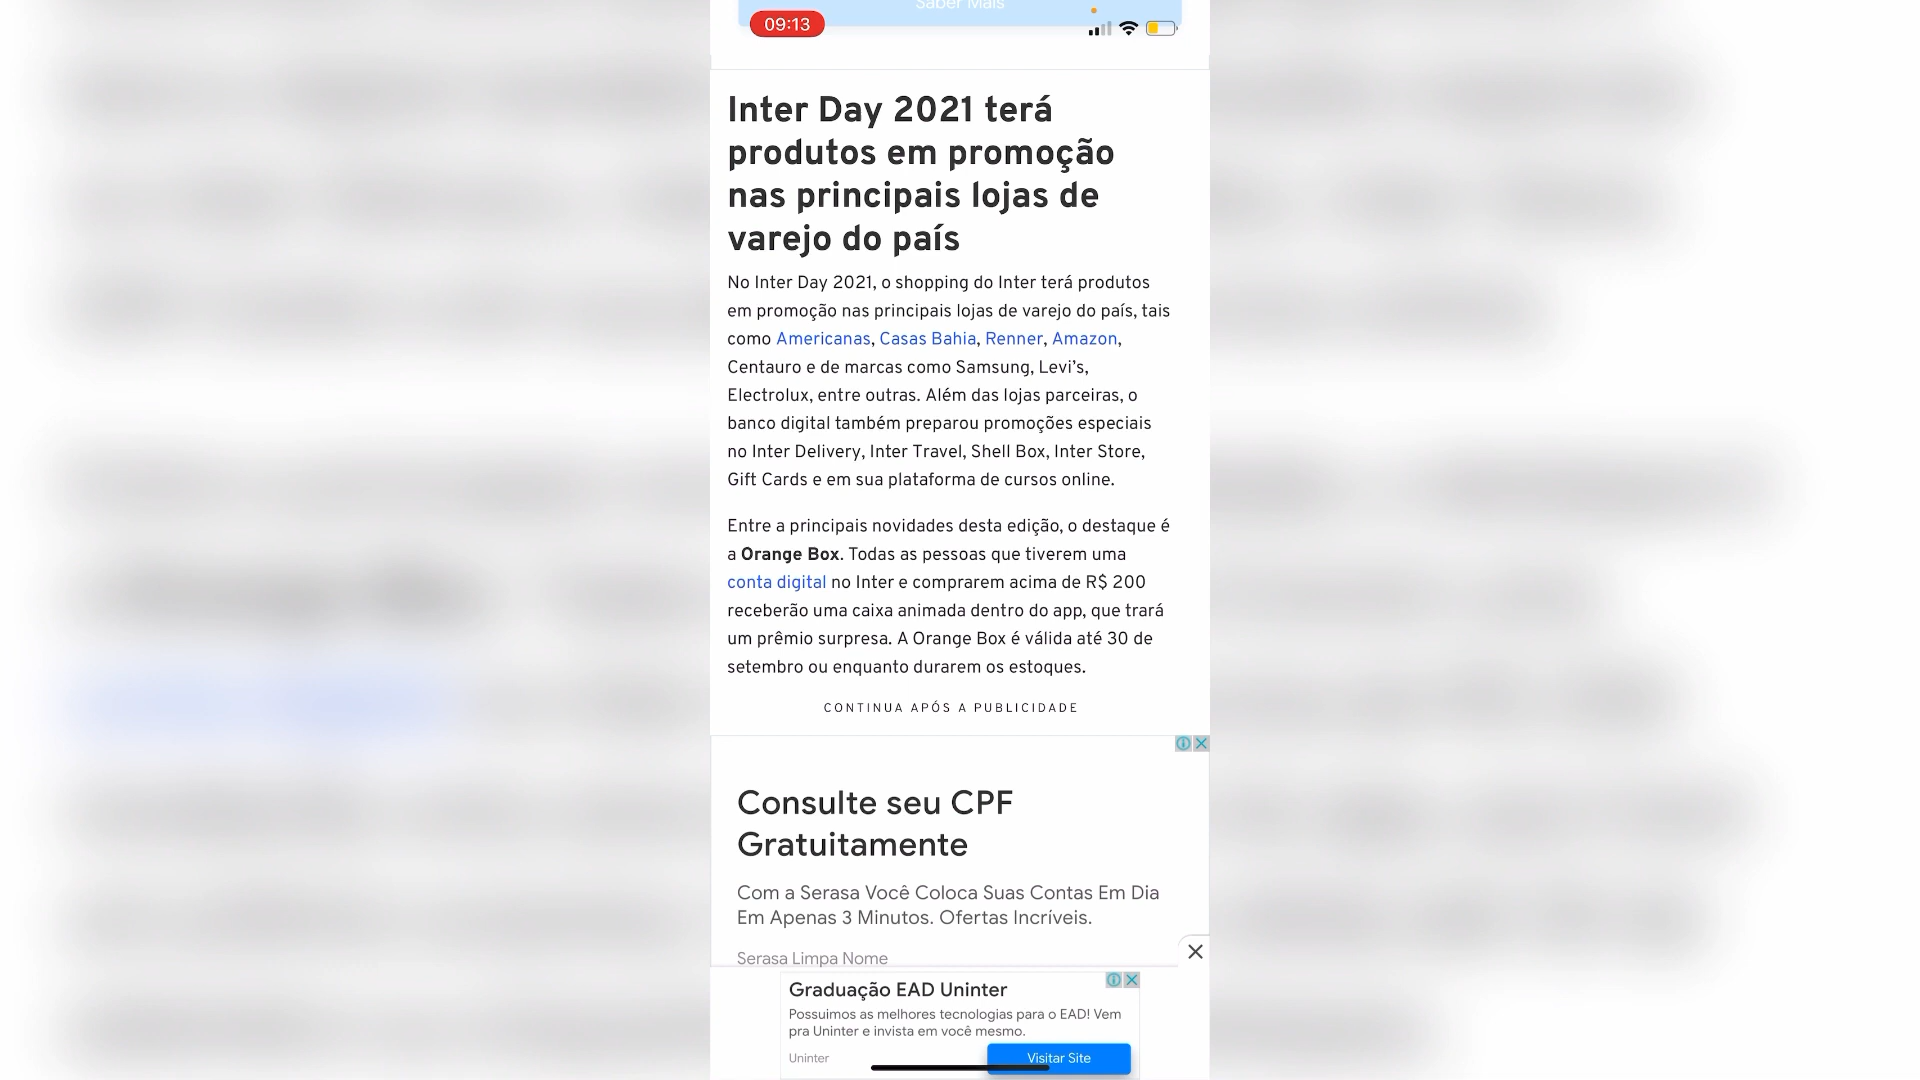 Saber Mais
09:13
Inter Day 2021 terá
produtos em promoção
nas principais lojas de
varejo do país
No Inter Day 2021, o shopping do Inter terá produtos
em promoção nas principais lojas de varejo do país, tais
como Americanas, Casas Bahia, Renner, Amazon,
Centauro e de marcas como Samsung, Levi’s,
Electrolux, entre outras. Além das lojas parceiras, o
banco digital também preparou promoções especiais
no Inter Delivery, Inter Travel, Shell Box, Inter Store,
Gift Cards e em sua plataforma de cursos online.
Entre a principais novidades desta edição, o destaque é
a Orange Box. Todas as pessoas que tiverem uma
conta digital no Inter e comprarem acima de R$ 200
receberão uma caixa animada dentro do app, que trará
um prêmio surpresa. A Orange Box é válida até 30 de
setembro ou enquanto durarem os estoques.
CONTINUA APÓS A PUBLICIDADE
Consulte seu CPF
Gratuitamente
Com a Serasa Você Coloca Suas Contas Em Dia
Em Apenas 3 Minutos. Ofertas Incríveis.
Serasa Limpa Nome
Graduação EAD Uninter
Possuimos as melhores tecnologias para o EAD! Vem
pra Uninter e invista em você mesmo.
Uninter
Visitar Site